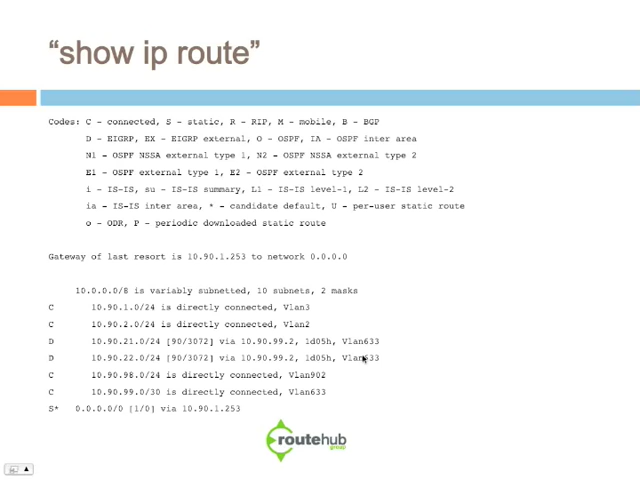 “show ip route”
Codes: C - connected, S - static, R - RIP, M - mobile, B - BGP
D - EIGRP, EX - EIGRP external, O - OSPF, IA - OSPF inter area
N1 - OSPF NSSA external type 1, N2 - OSPF NSSA external type 2
E1 - OSPF external type 1, E2 - OSPF external type 2
i - IS-IS, su - IS-IS summary, L1 - IS-IS level-1, L2 - IS-IS level-2
ia - IS-IS inter area, * - candidate default, U - per-user static route
o - ODR, P - periodic downloaded static route
Gateway of last resort is 10.90.1.253 to network 0.0.0.0
10.0.0.0/8 is variably subnetted, 10 subnets, 2 masks
C 10.90.1.0/24 is directly connected, Vlan3
C 10.90.2.0/24 is directly connected, Vlan2
D 10.90.21.0/24 [90/3072] via 10.90.99.2, 1d05h, Vlan633
D 10.90.22.0/24 [90/3072] via 10.90.99.2, 1d05h, Vlan633
C 10.90.98.0/24 is directly connected, Vlan902
C 10.90.99.0/30 is directly connected, Vlan633
S* 0.0.0.0/0 [1/0] via 10.90.1.253
routehub
group